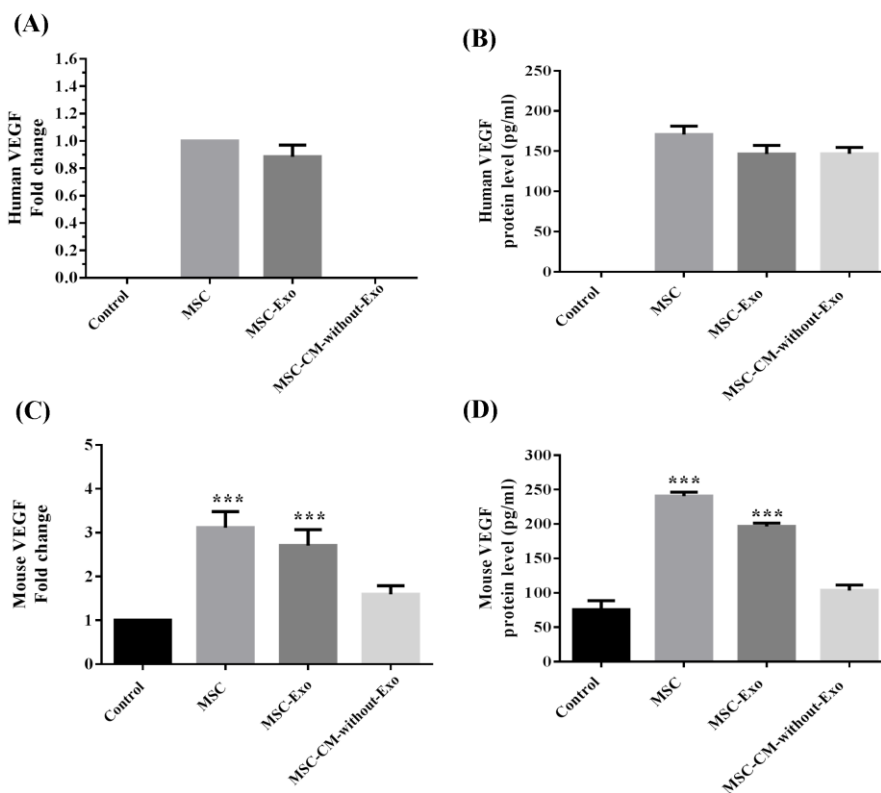 (A)
Human VEGF
Fold change
1.6
1.4
1.2
1.0
0.8
0.6
0.4
0.2
0.0
Control
MSC
MSC-Exo
MSC-CM-without-Exo
(B)
Human VEGF
protein level (pg/ml)
250
200
150
100
50
0
Control
MSC
MSC-Exo
MSC-CM-without-Exo
(C)
Mouse VEGF
Fold change
5
4
3
2
1
0
***
***
Control
MSC
MSC-Exo
MSC-CM-without-Exo
(D)
Mouse VEGF
protein level (pg/ml)
300
250
200
150
100
50
0
***
***
Control
MSC
MSC-Exo
MSC-CM-without-Exo